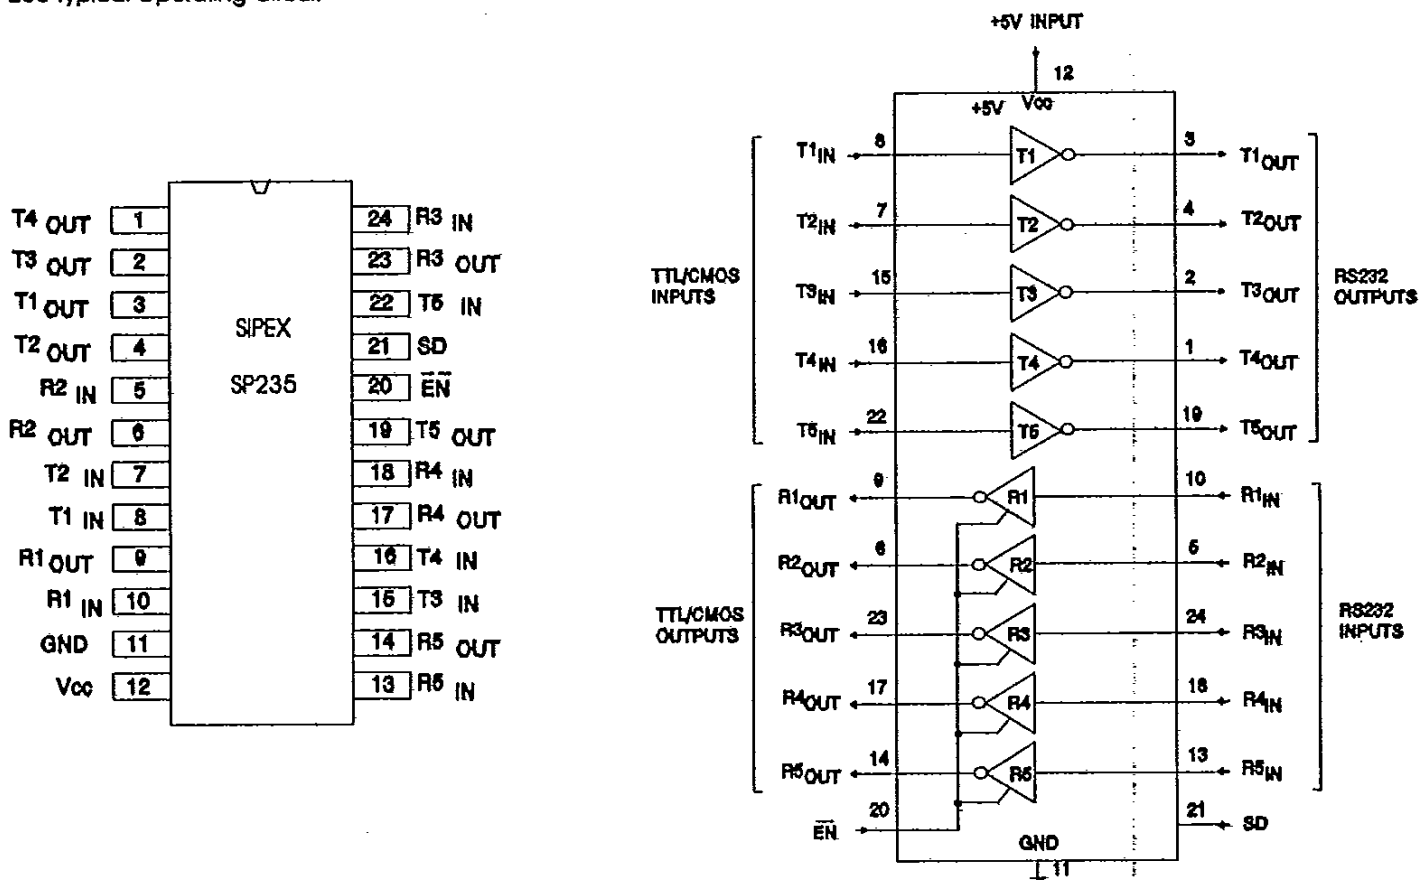 Typical Operating Circuit
T4 OUT 1
T3 OUT 2
T1 OUT 3
T2 OUT 4
R2 IN 5
R2 OUT 6
T2 IN 7
T1 IN 8
R1 OUT 9
R1 IN 10
GND 11
Vcc 12
SIPEX
SP235
24 R3 IN
23 R3 OUT
22 T5 IN
21 SD
20 E̅N̅
19 T5 OUT
18 R4 IN
17 R4 OUT
16 T4 IN
15 T3 IN
14 R5 OUT
13 R5 IN
+5V INPUT
12
+5V Vcc
T1IN 8 T1 3 T1OUT
T2IN 7 T2 4 T2OUT
TTL/CMOS
INPUTS
T3IN 15 T3 2 T3OUT
RS232
OUTPUTS
T4IN 16 T4 1 T4OUT
T5IN 22 T5 19 T5OUT
R1OUT 9 R1 10 R1IN
R2OUT 6 R2 5 R2IN
TTL/CMOS
OUTPUTS
R3OUT 23 R3 24 R3IN
RS232
INPUTS
R4OUT 17 R4 18 R4IN
R5OUT 14 R5 13 R5IN
E̅N̅ 20 21 SD
GND
11